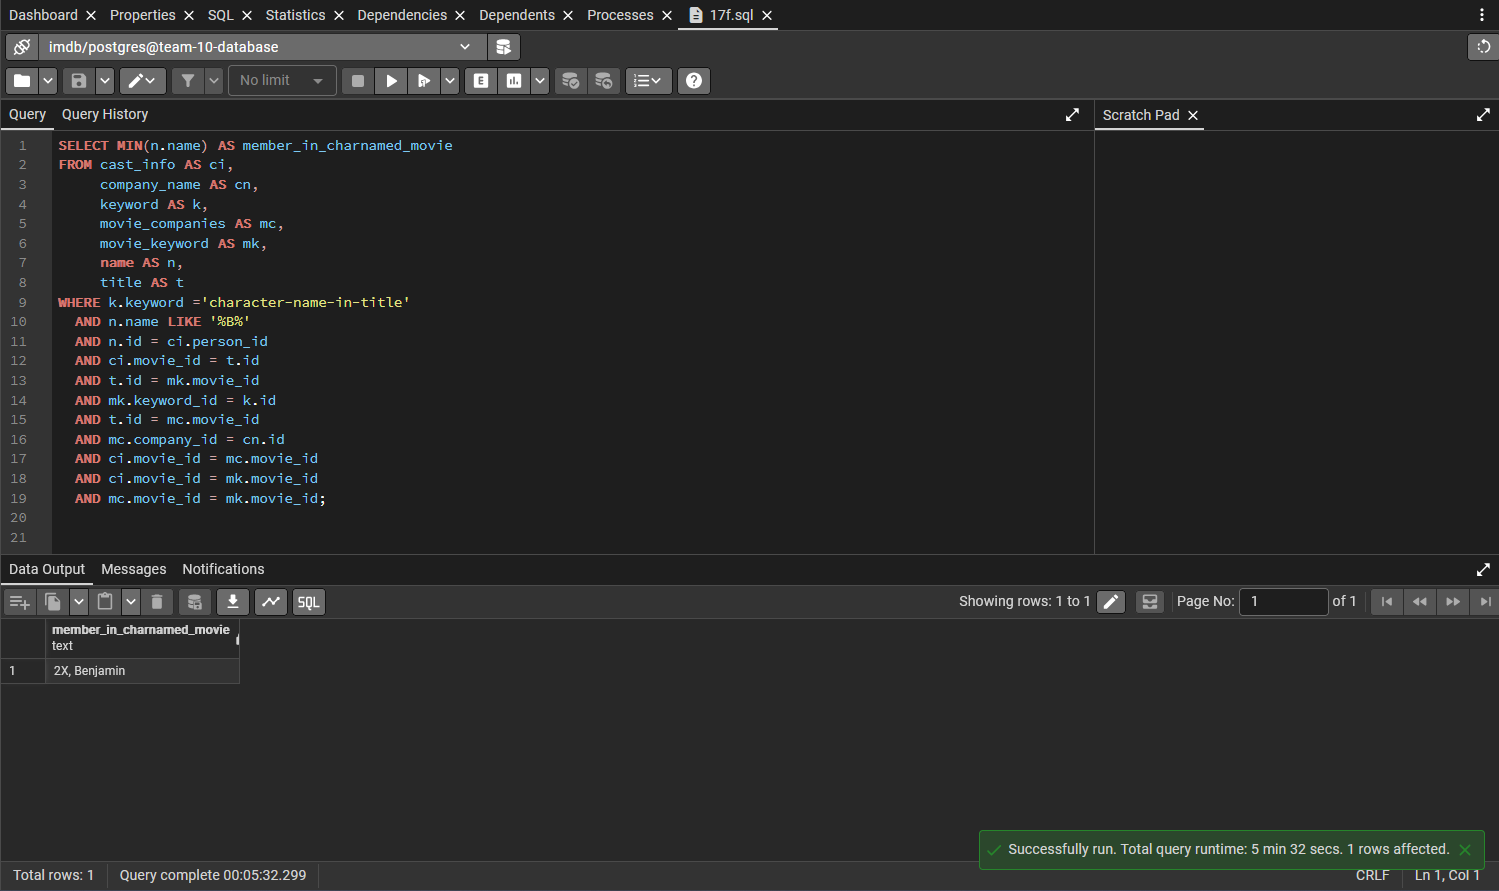 Dashboard Properties SQL Statistics Dependencies Dependents Processes 17f.sql
imdb/postgres@team-10-database
No limit E
Query Query History Scratch Pad
1 SELECT MIN(n.name) AS member_in_charnamed_movie
2 FROM cast_info AS ci,
3 company_name AS cn,
4 keyword AS k,
5 movie_companies AS mc,
6 movie_keyword AS mk,
7 name AS n,
8 title AS t
9 WHERE k.keyword ='character-name-in-title'
10 AND n.name LIKE '%B%'
11 AND n.id = ci.person_id
12 AND ci.movie_id = t.id
13 AND t.id = mk.movie_id
14 AND mk.keyword_id = k.id
15 AND t.id = mc.movie_id
16 AND mc.company_id = cn.id
17 AND ci.movie_id = mc.movie_id
18 AND ci.movie_id = mk.movie_id
19 AND mc.movie_id = mk.movie_id;
20
21
Data Output Messages Notifications
SQL Showing rows: 1 to 1 Page No: 1 of 1
member_in_charnamed_movie
text
1 2X, Benjamin
Successfully run. Total query runtime: 5 min 32 secs. 1 rows affected.
Total rows: 1 Query complete 00:05:32.299 CRLF Ln 1, Col 1